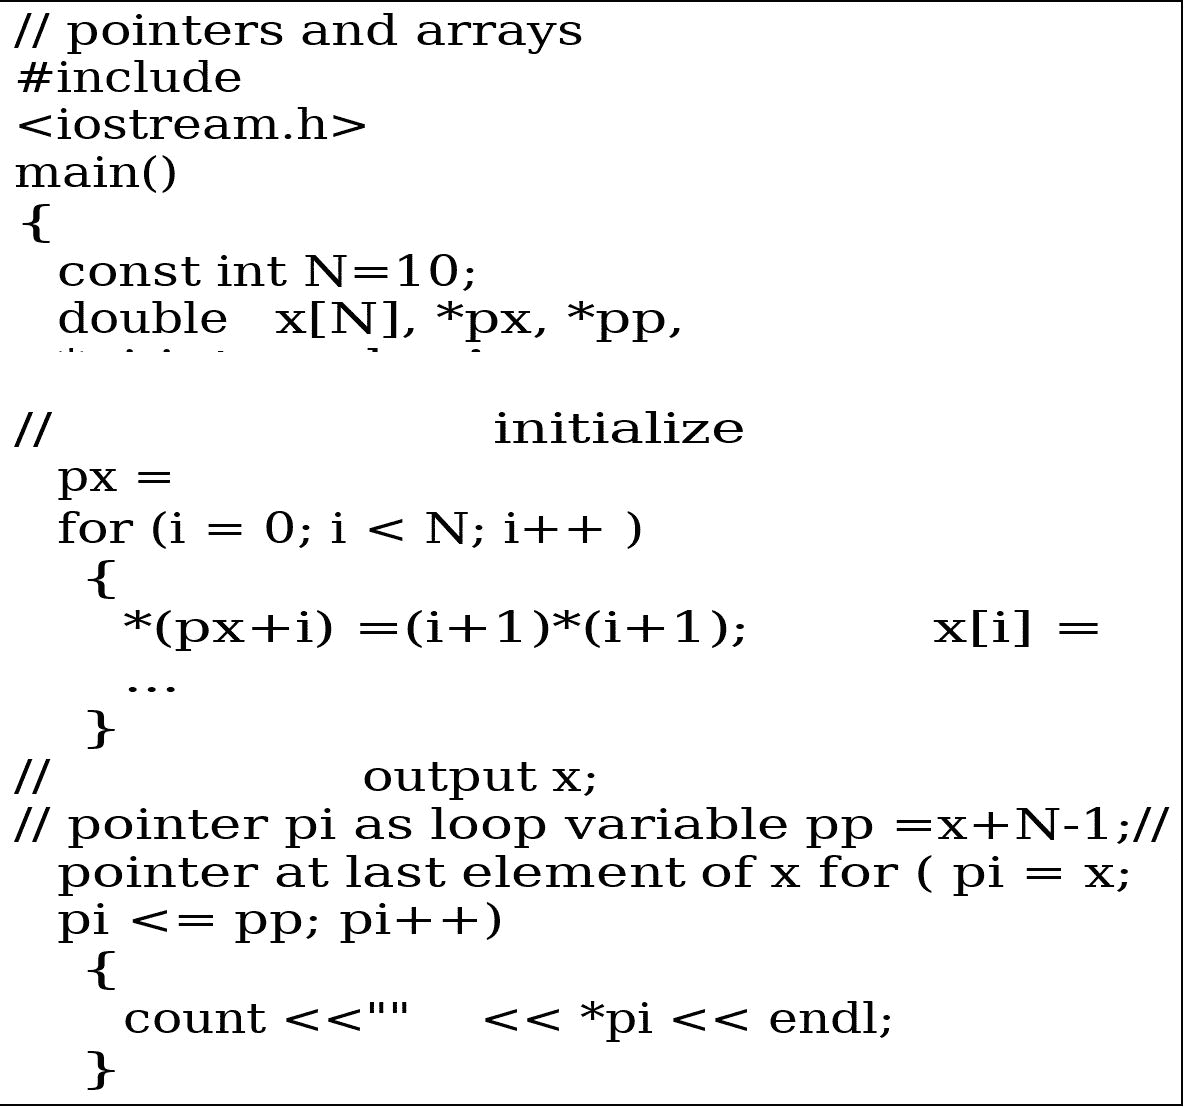 // pointers and arrays
#include
<iostream.h>
main()
{
const int N=10;
double x[N], *px, *pp,
// initialize
px =
for (i = 0; i < N; i++ )
{
*(px+i) =(i+1)*(i+1); x[i] =
...
}
// output x;
// pointer pi as loop variable pp =x+N-1;//
pointer at last element of x for ( pi = x;
pi <= pp; pi++)
{
count <<"" << *pi << endl;
}